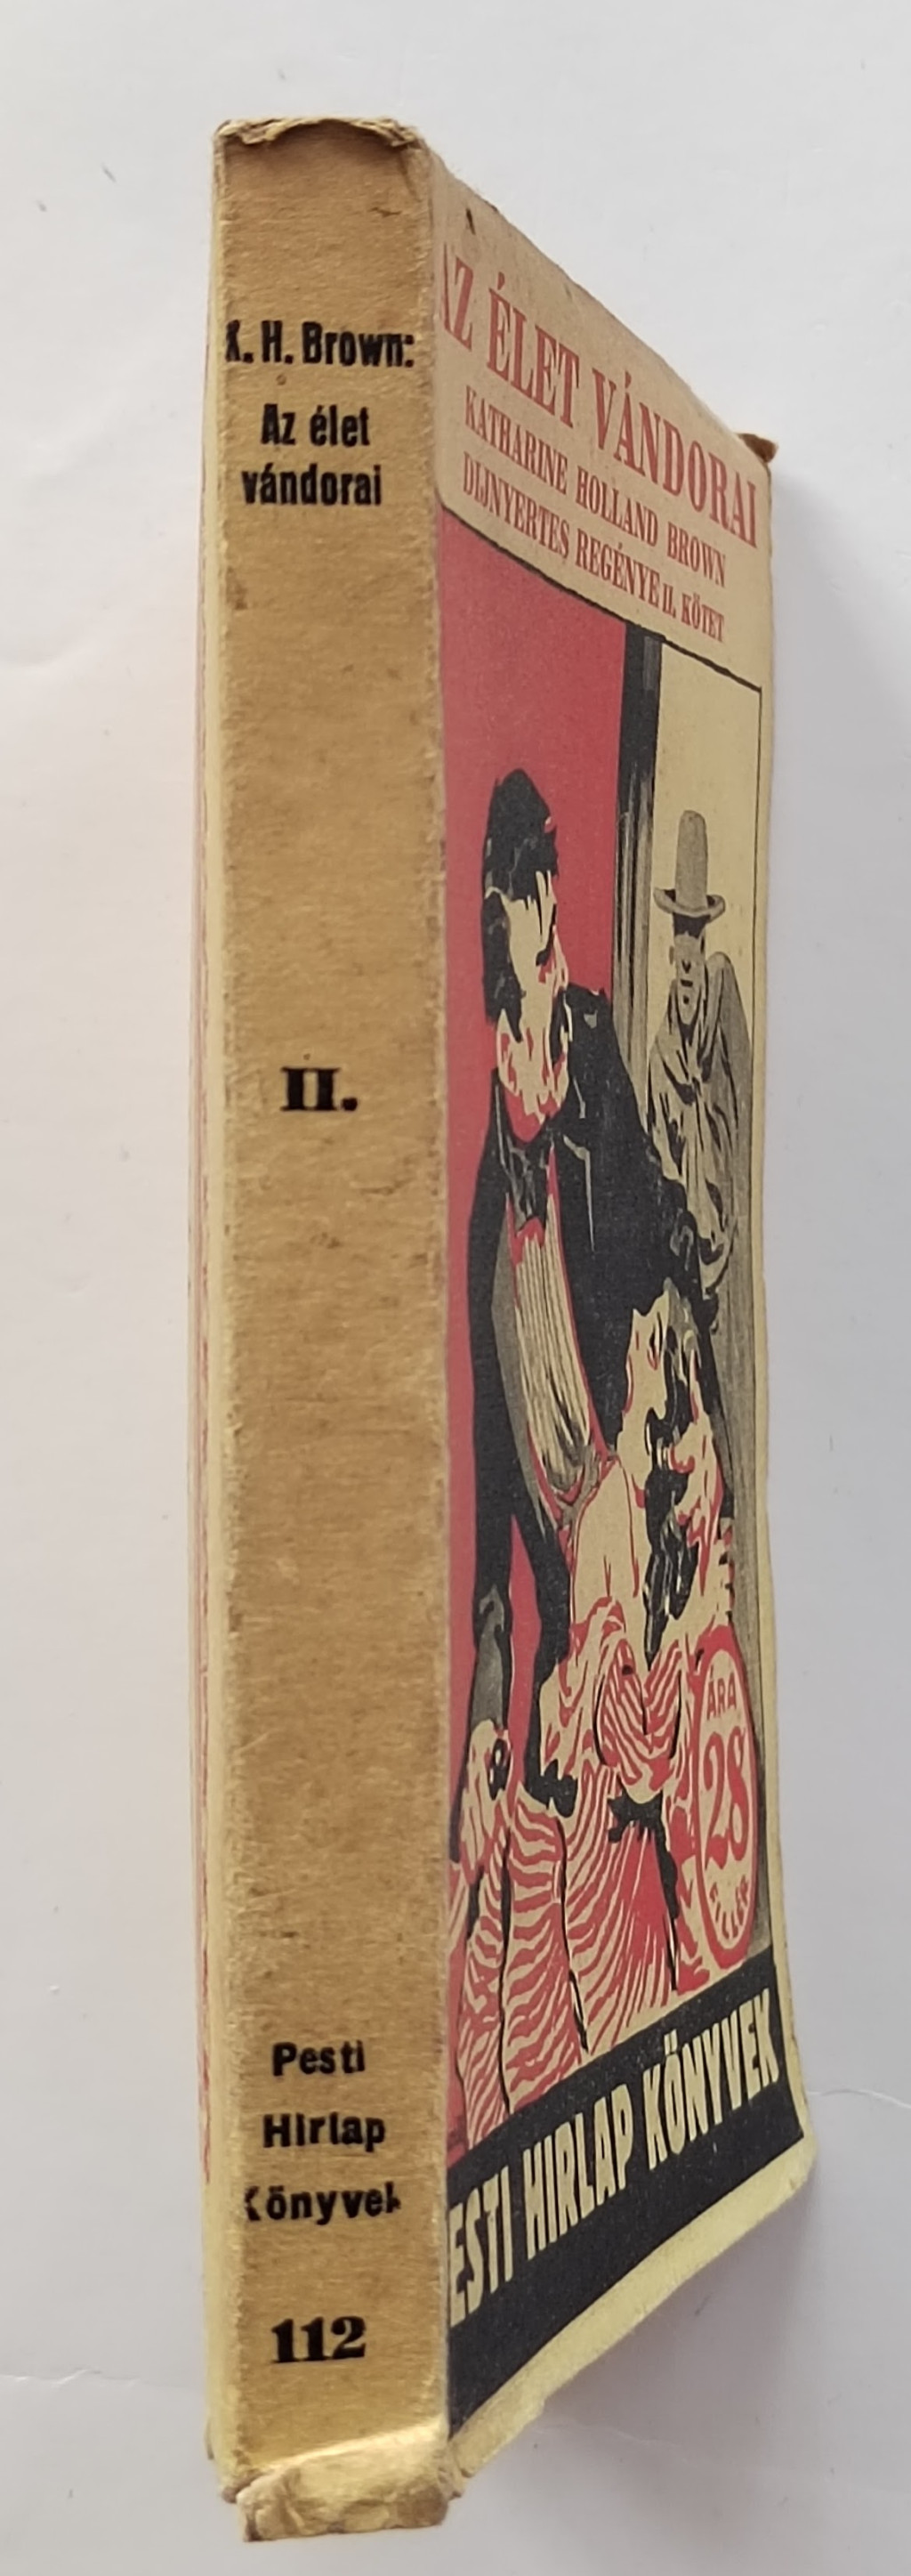 K. H. Brown:
Az élet
vándorai
II.
Pesti
Hirlap
Könyvek
112
AZ ÉLET VÁNDORAI
KATHARINE HOLLAND BROWN
DIJNYERTES REGÉNYE II. KÖTET
ÁRA
28
FILLÉR
PESTI HIRLAP KÖNYVEK